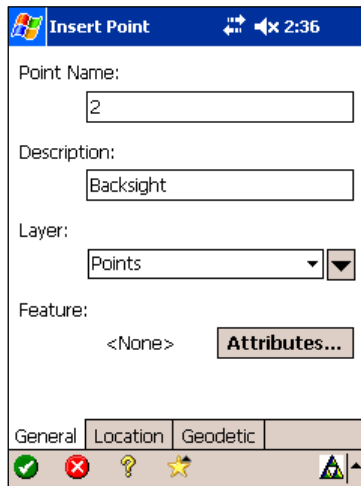 Insert Point 2:36
Point Name:
2
Description:
Backsight
Layer:
Points
Feature:
<None> Attributes...
General Location Geodetic